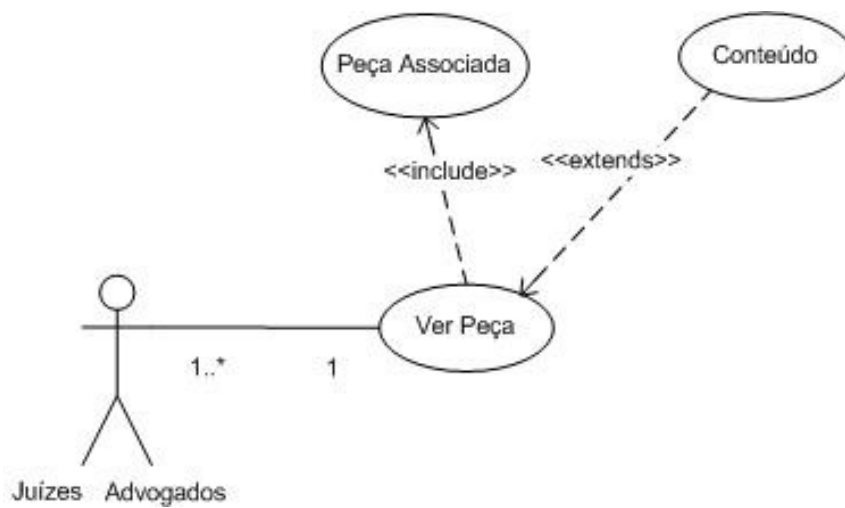 Peça Associada
Conteúdo
<<include>>
<<extends>>
Ver Peça
1..*
1
Juízes Advogados